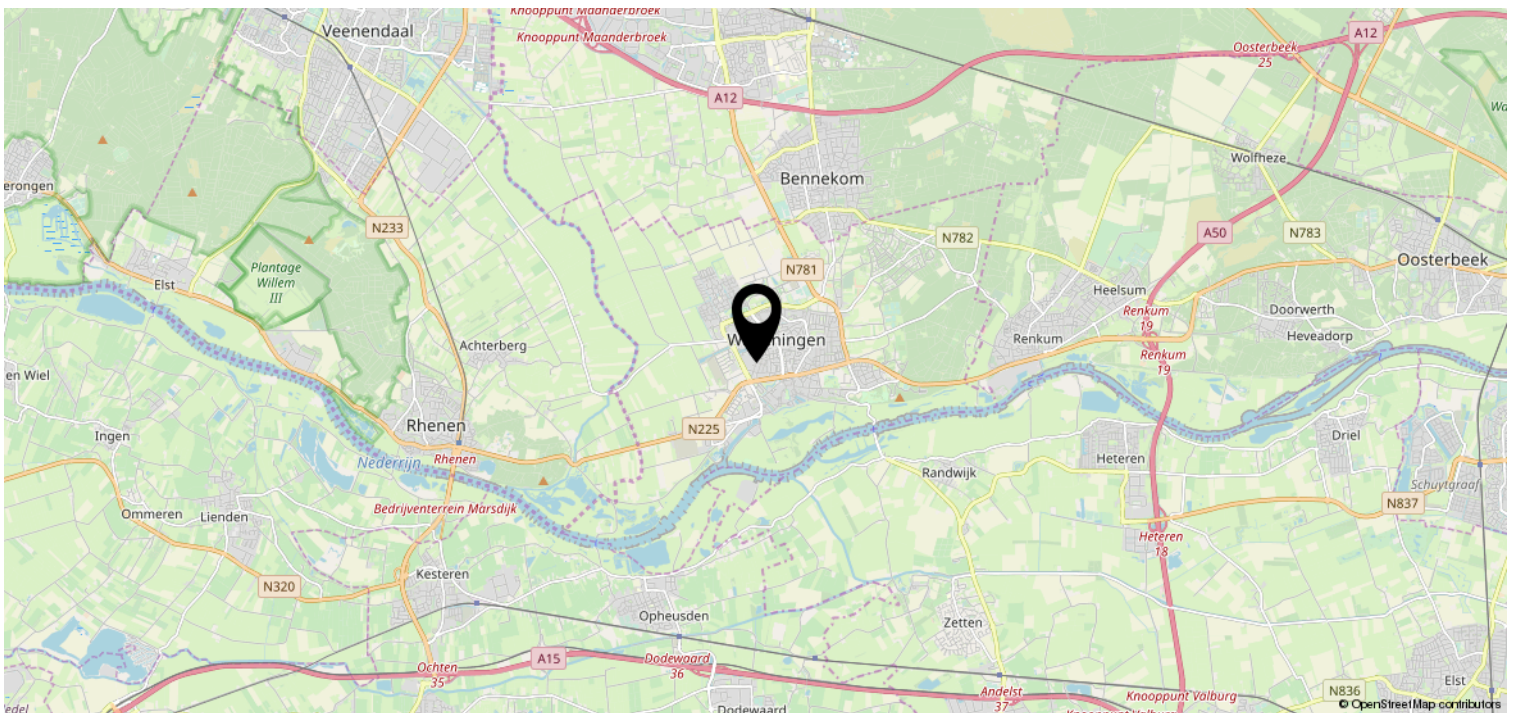 Knooppunt Maanderbroek
Veenendaal
Knooppunt Maanderbroek
A12
Oosterbeek
25
A12
Bennekom
Wolfheze
erongen
N233
N782
A50
N783
Oosterbeek
Plantage
Willem
III
N781
Elst
Heelsum
Doorwerth
Renkum
19
Heveadorp
Achterberg
Renkum
Renkum
19
en Wiel
Rhenen
N225
Ingen
Nederrijn
Rhenen
Driel
Heteren
Randwijk
Schuytgraaf
Bedrijventerrein Marsdijk
N837
Ommeren
Lienden
Heteren
18
Kesteren
N320
Opheusden
Zetten
A15
Ochten
35
Dodewaard
36
Elst
Andelst
37
Knooppunt Valburg
N836
Dodewaard
© OpenStreetMap contributors